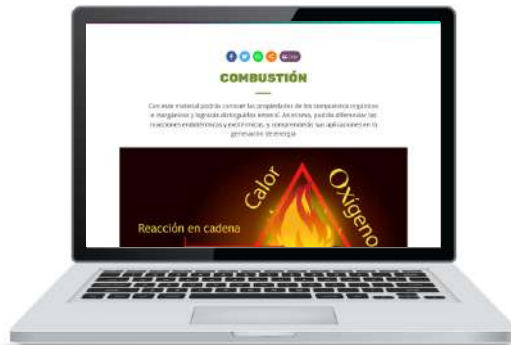 COMBUSTIÓN
Con este material podrás conocer las propiedades de los compuestos orgánicos
e inorgánicos y lograrás distinguirlos entre sí. Asimismo, podrás diferenciar las
reacciones endotérmicas y exotérmicas, y comprenderás sus aplicaciones en la
generación de energía
Calor
Oxígeno
Reacción en cadena